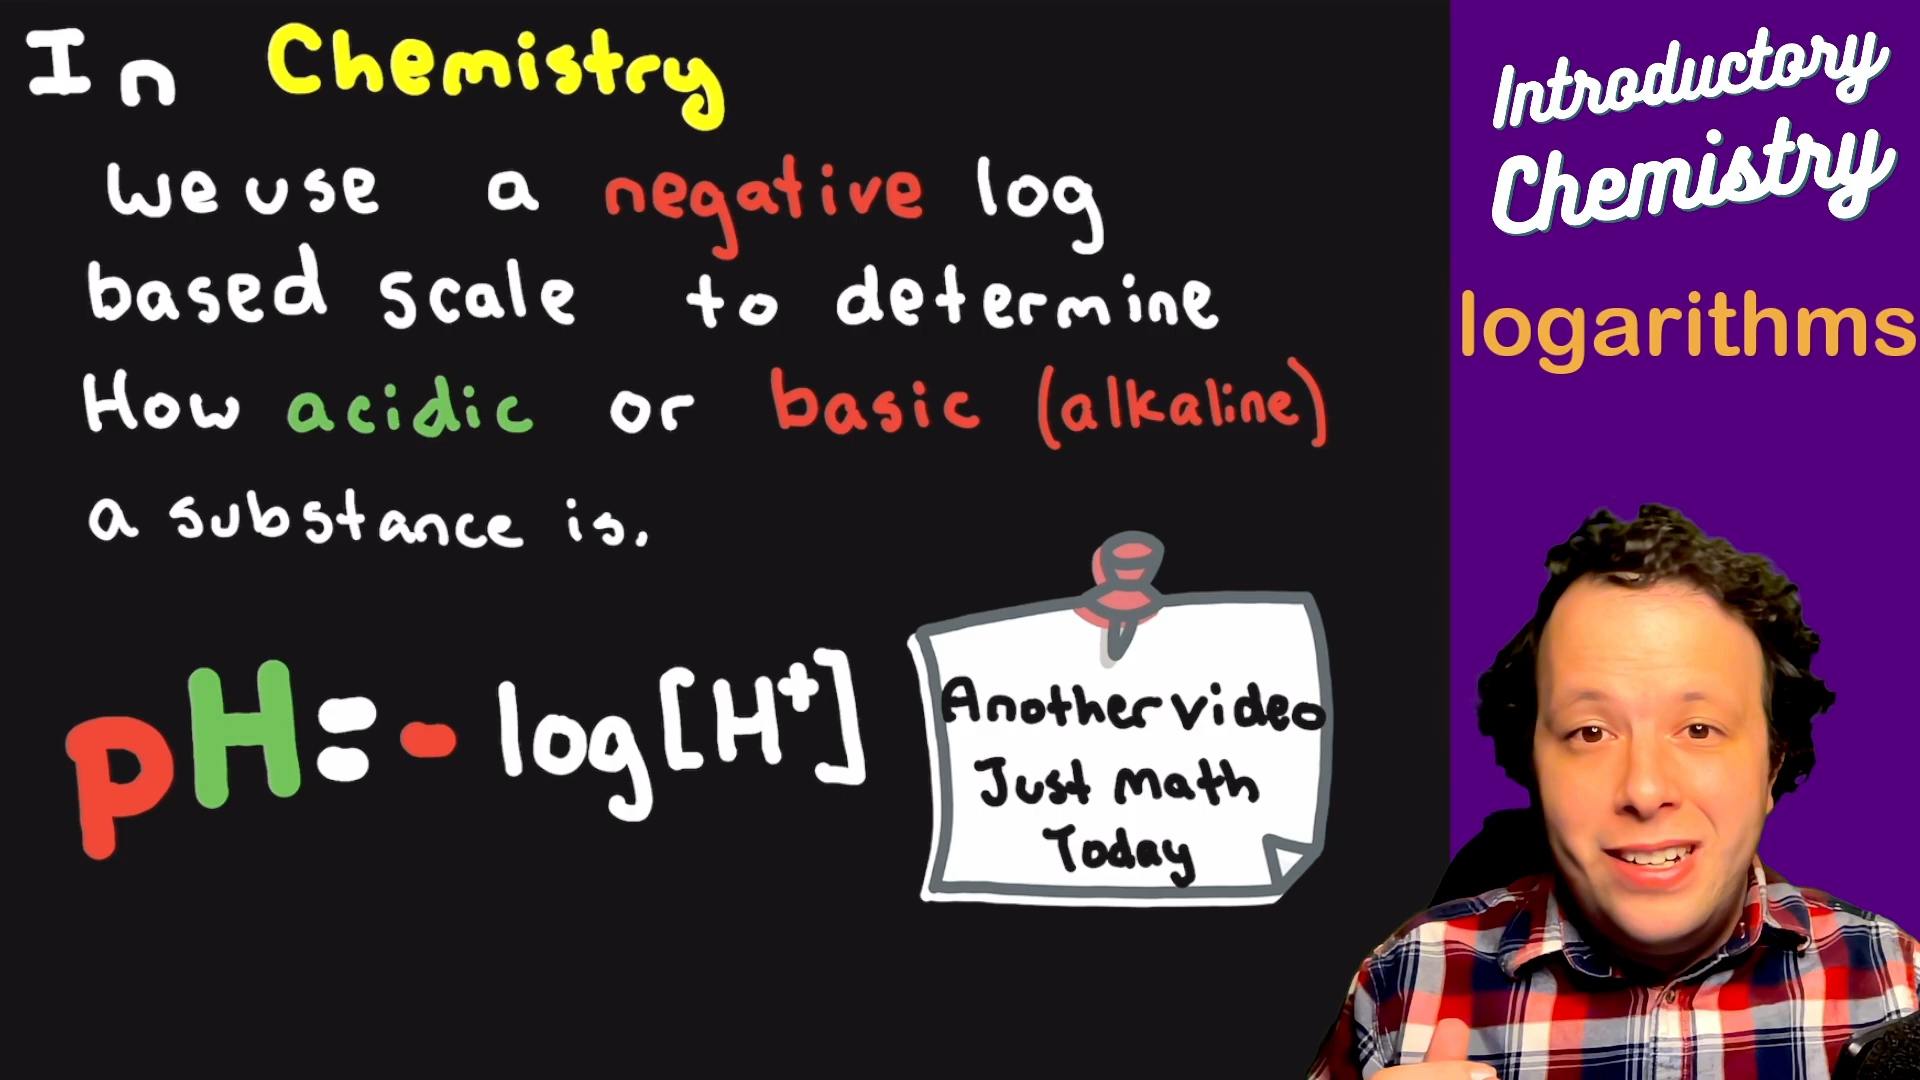 In Chemistry
We use a negative log
based scale to determine
How acidic or basic (alkaline)
a substance is.
pH = - log [H⁺]
Another video
Just Math
Today
Introductory
Chemistry
logarithms